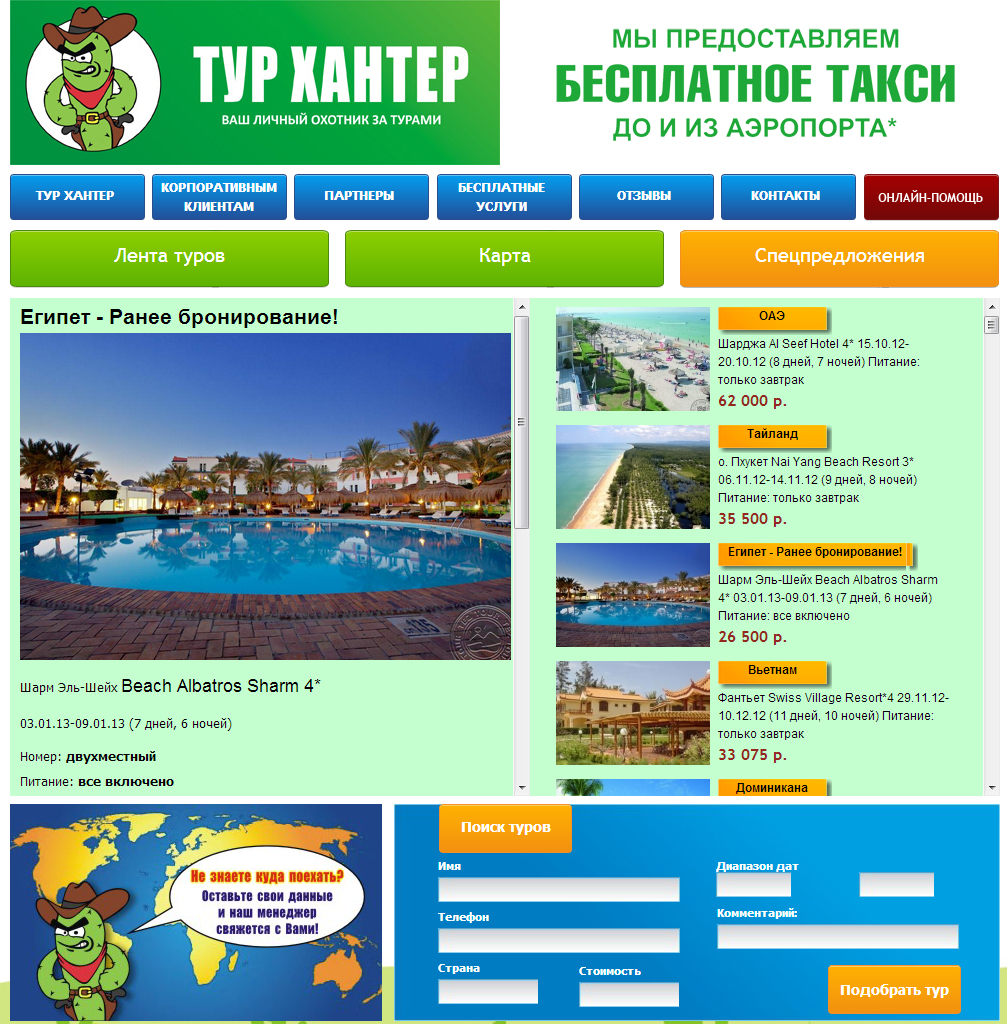 ТУР ХАНТЕР
ВАШ ЛИЧНЫЙ ОХОТНИК ЗА ТУРАМИ
МЫ ПРЕДОСТАВЛЯЕМ
БЕСПЛАТНОЕ ТАКСИ
ДО И ИЗ АЭРОПОРТА*
ТУР ХАНТЕР
КОРПОРАТИВНЫМ
КЛИЕНТАМ
ПАРТНЕРЫ
БЕСПЛАТНЫЕ
УСЛУГИ
ОТЗЫВЫ
КОНТАКТЫ
ОНЛАЙН-ПОМОЩЬ
Лента туров
Карта
Спецпредложения
Египет - Ранее бронирование!
Шарм Эль-Шейх Beach Albatros Sharm 4*
03.01.13-09.01.13 (7 дней, 6 ночей)
Номер: двухместный
Питание: все включено
ОАЭ
Шарджа Al Seef Hotel 4* 15.10.12-
20.10.12 (8 дней, 7 ночей) Питание:
только завтрак
62 000 р.
Тайланд
о. Пхукет Nai Yang Beach Resort 3*
06.11.12-14.11.12 (9 дней, 8 ночей)
Питание: только завтрак
35 500 р.
Египет - Ранее бронирование!
Шарм Эль-Шейх Beach Albatros Sharm
4* 03.01.13-09.01.13 (7 дней, 6 ночей)
Питание: все включено
26 500 р.
Вьетнам
Фантьет Swiss Village Resort*4 29.11.12-
10.12.12 (11 дней, 10 ночей) Питание:
только завтрак
33 075 р.
Доминикана
Не знаете куда поехать?
Оставьте свои данные
и наш менеджер
свяжется с Вами!
Поиск туров
Имя
Телефон
Страна
Стоимость
Диапазон дат
Комментарий:
Подобрать тур